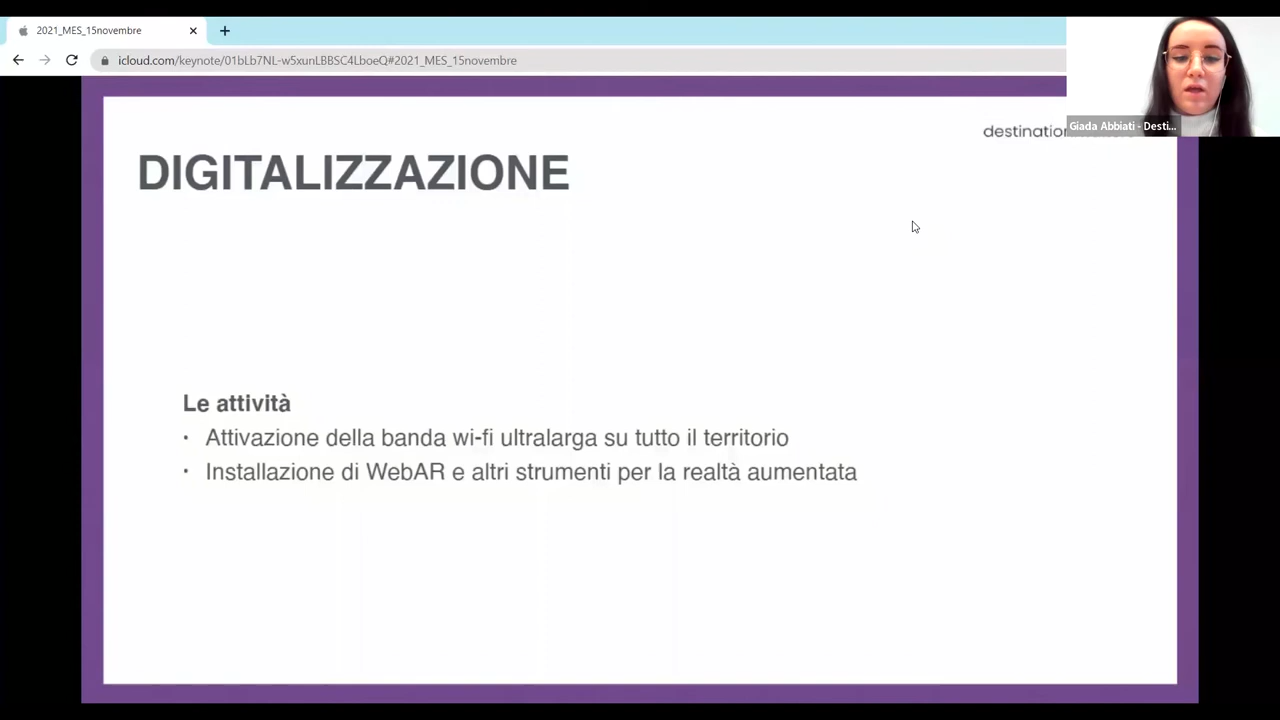 2021_MES_15novembre
icloud.com/keynote/01bLb7NL-w5xunLBBSC4LboeQ#2021_MES_15novembre
Giada Abbiati - Desti...
destination
DIGITALIZZAZIONE
Le attività
• Attivazione della banda wi-fi ultralarga su tutto il territorio
• Installazione di WebAR e altri strumenti per la realtà aumentata